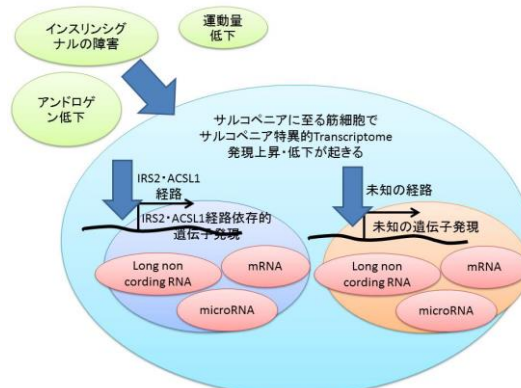 インスリンシグ
ナルの障害
運動量
低下
アンドロゲ
ン低下
サルコペニアに至る筋細胞で
サルコペニア特異的Transcriptome
発現上昇・低下が起きる
IRS2・ACSL1
経路
IRS2・ACSL1経路依存的
遺伝子発現
Long non
cording RNA
mRNA
microRNA
未知の経路
未知の遺伝子発現
Long non
cording RNA
mRNA
microRNA